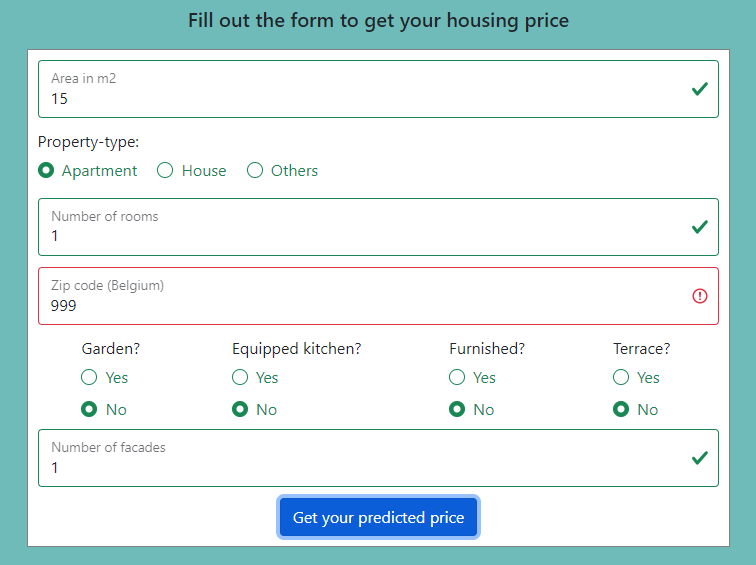 Fill out the form to get your housing price
Area in m2
15
Property-type:
Apartment House Others
Number of rooms
1
Zip code (Belgium)
999
Garden? Equipped kitchen? Furnished? Terrace?
Yes Yes Yes Yes
No No No No
Number of facades
1
Get your predicted price